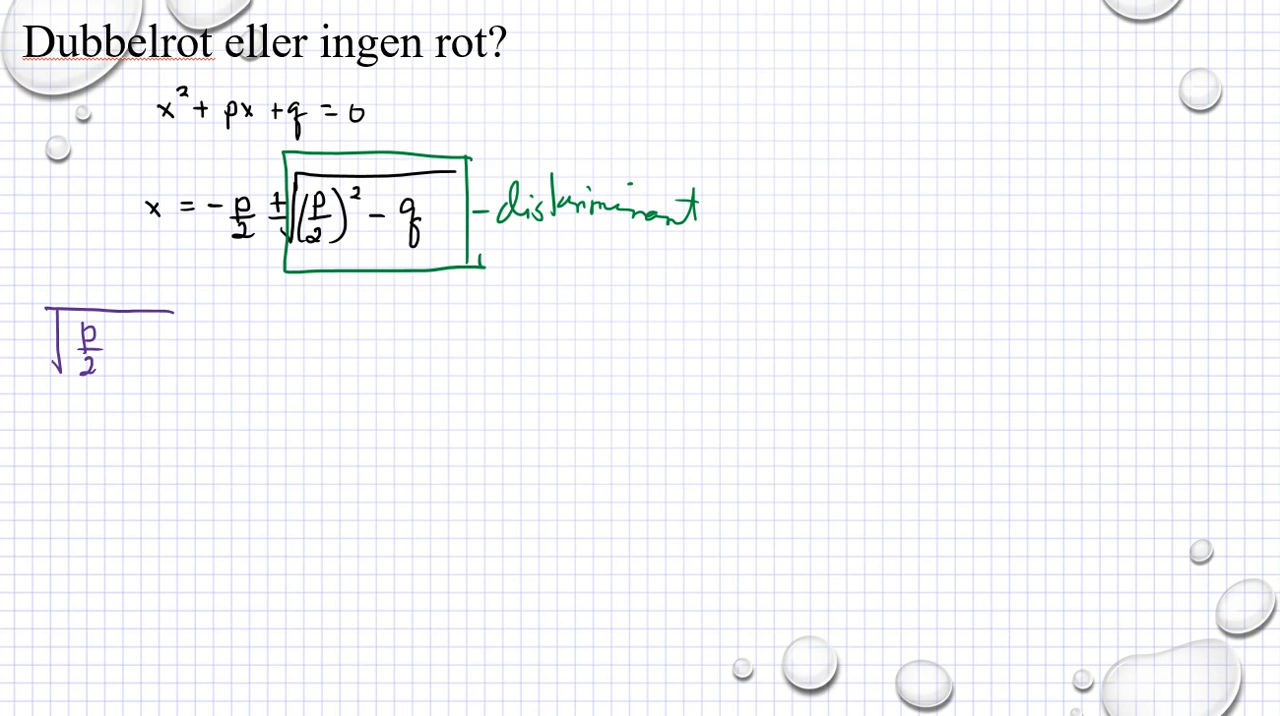 Dubbelrot eller ingen rot?
x² + px + q = 0
x = - p/2 ± √((p/2)² - q) - diskriminant
√(p/2)